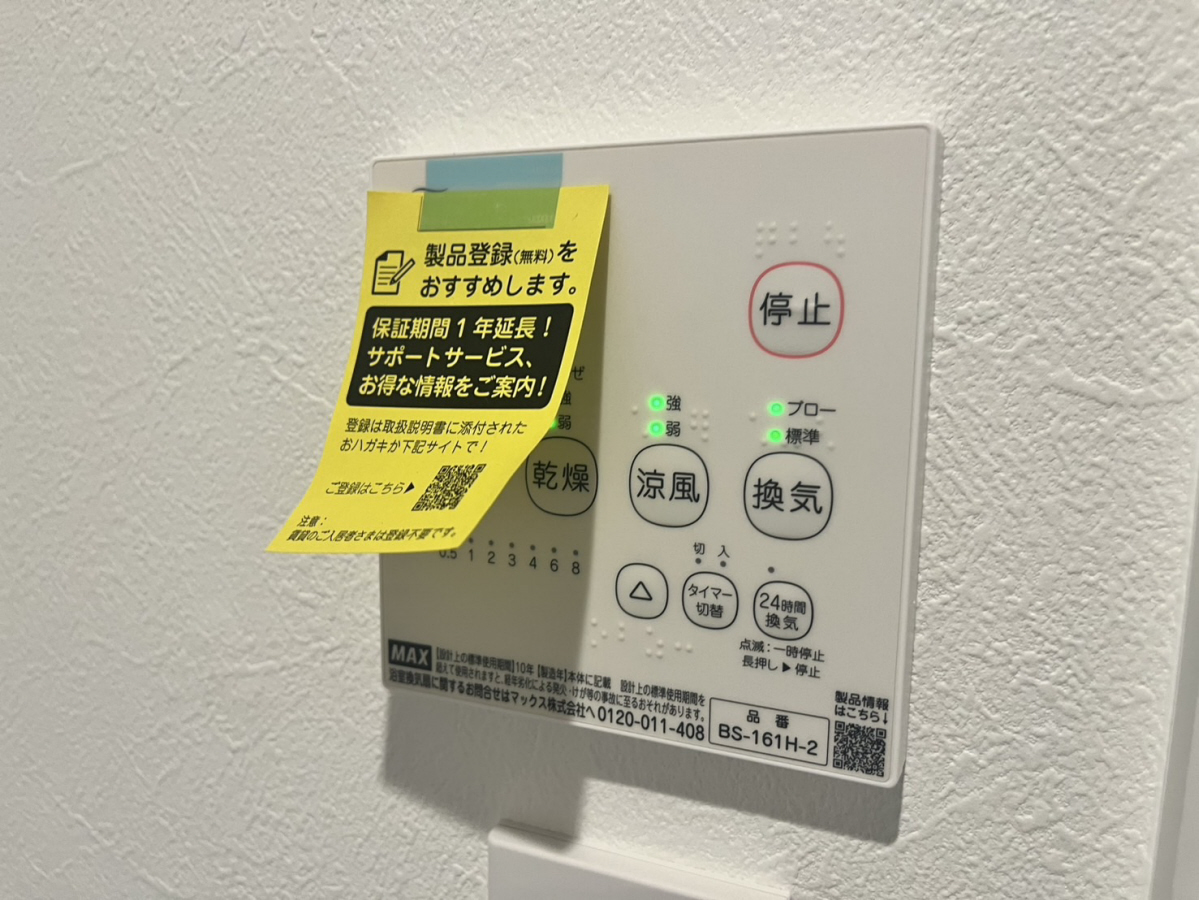 製品登録(無料)を
おすすめします。
保証期間1年延長!
サポートサービス、
お得な情報をご案内!
登録は取扱説明書に添付された
おハガキか下記サイトで!
ご登録はこちら▶
注意:
賃貸のご入居者さまは登録不要です。
停止
ぜ
強
弱
乾燥
強
弱
涼風
ブロー
標準
換気
0.5 1 2 3 4 6 8
△
切 入
タイマー
切替
24時間
換気
点滅:一時停止
長押し▶停止
MAX
【設計上の標準使用期間】10年 【製造年】本体に記載 設計上の標準使用期間を
超えて使用されますと、経年劣化による発火・けが等の事故に至るおそれがあります。
浴室換気扇に関するお問合せはマックス株式会社へ 0120-011-408
品番
BS-161H-2
製品情報
はこちら↓